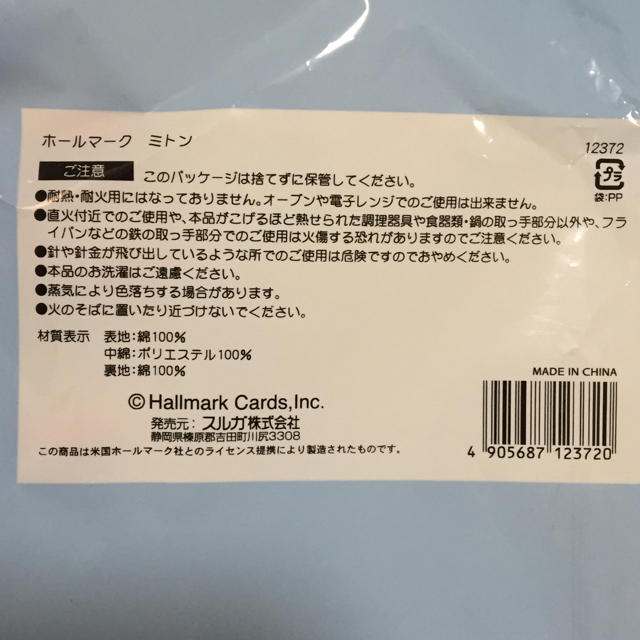 ホールマーク ミトン
12372
ご注意 このパッケージは捨てずに保管してください。
プラ
袋:PP
●耐熱・耐火用にはなっておりません。オーブンや電子レンジでのご使用は出来ません。
●直火付近でのご使用や、本品がこげるほど熱せられた調理器具や食器類・鍋の取っ手部分以外や、フライ
パンなどの鉄の取っ手部分でのご使用は火傷する恐れがありますのでご注意ください。
●針や針金が飛び出しているような所でのご使用は危険ですのでおやめください。
●本品のお洗濯はご遠慮ください。
●蒸気により色落ちする場合があります。
●火のそばに置いたり近づけないでください。
材質表示 表地:綿100%
中綿:ポリエステル100%
裏地:綿100%
MADE IN CHINA
©Hallmark Cards,Inc.
発売元: スルガ株式会社
静岡県榛原郡吉田町川尻3308
この商品は米国ホールマーク社とのライセンス提携により製造されたものです。
4 905687 123720